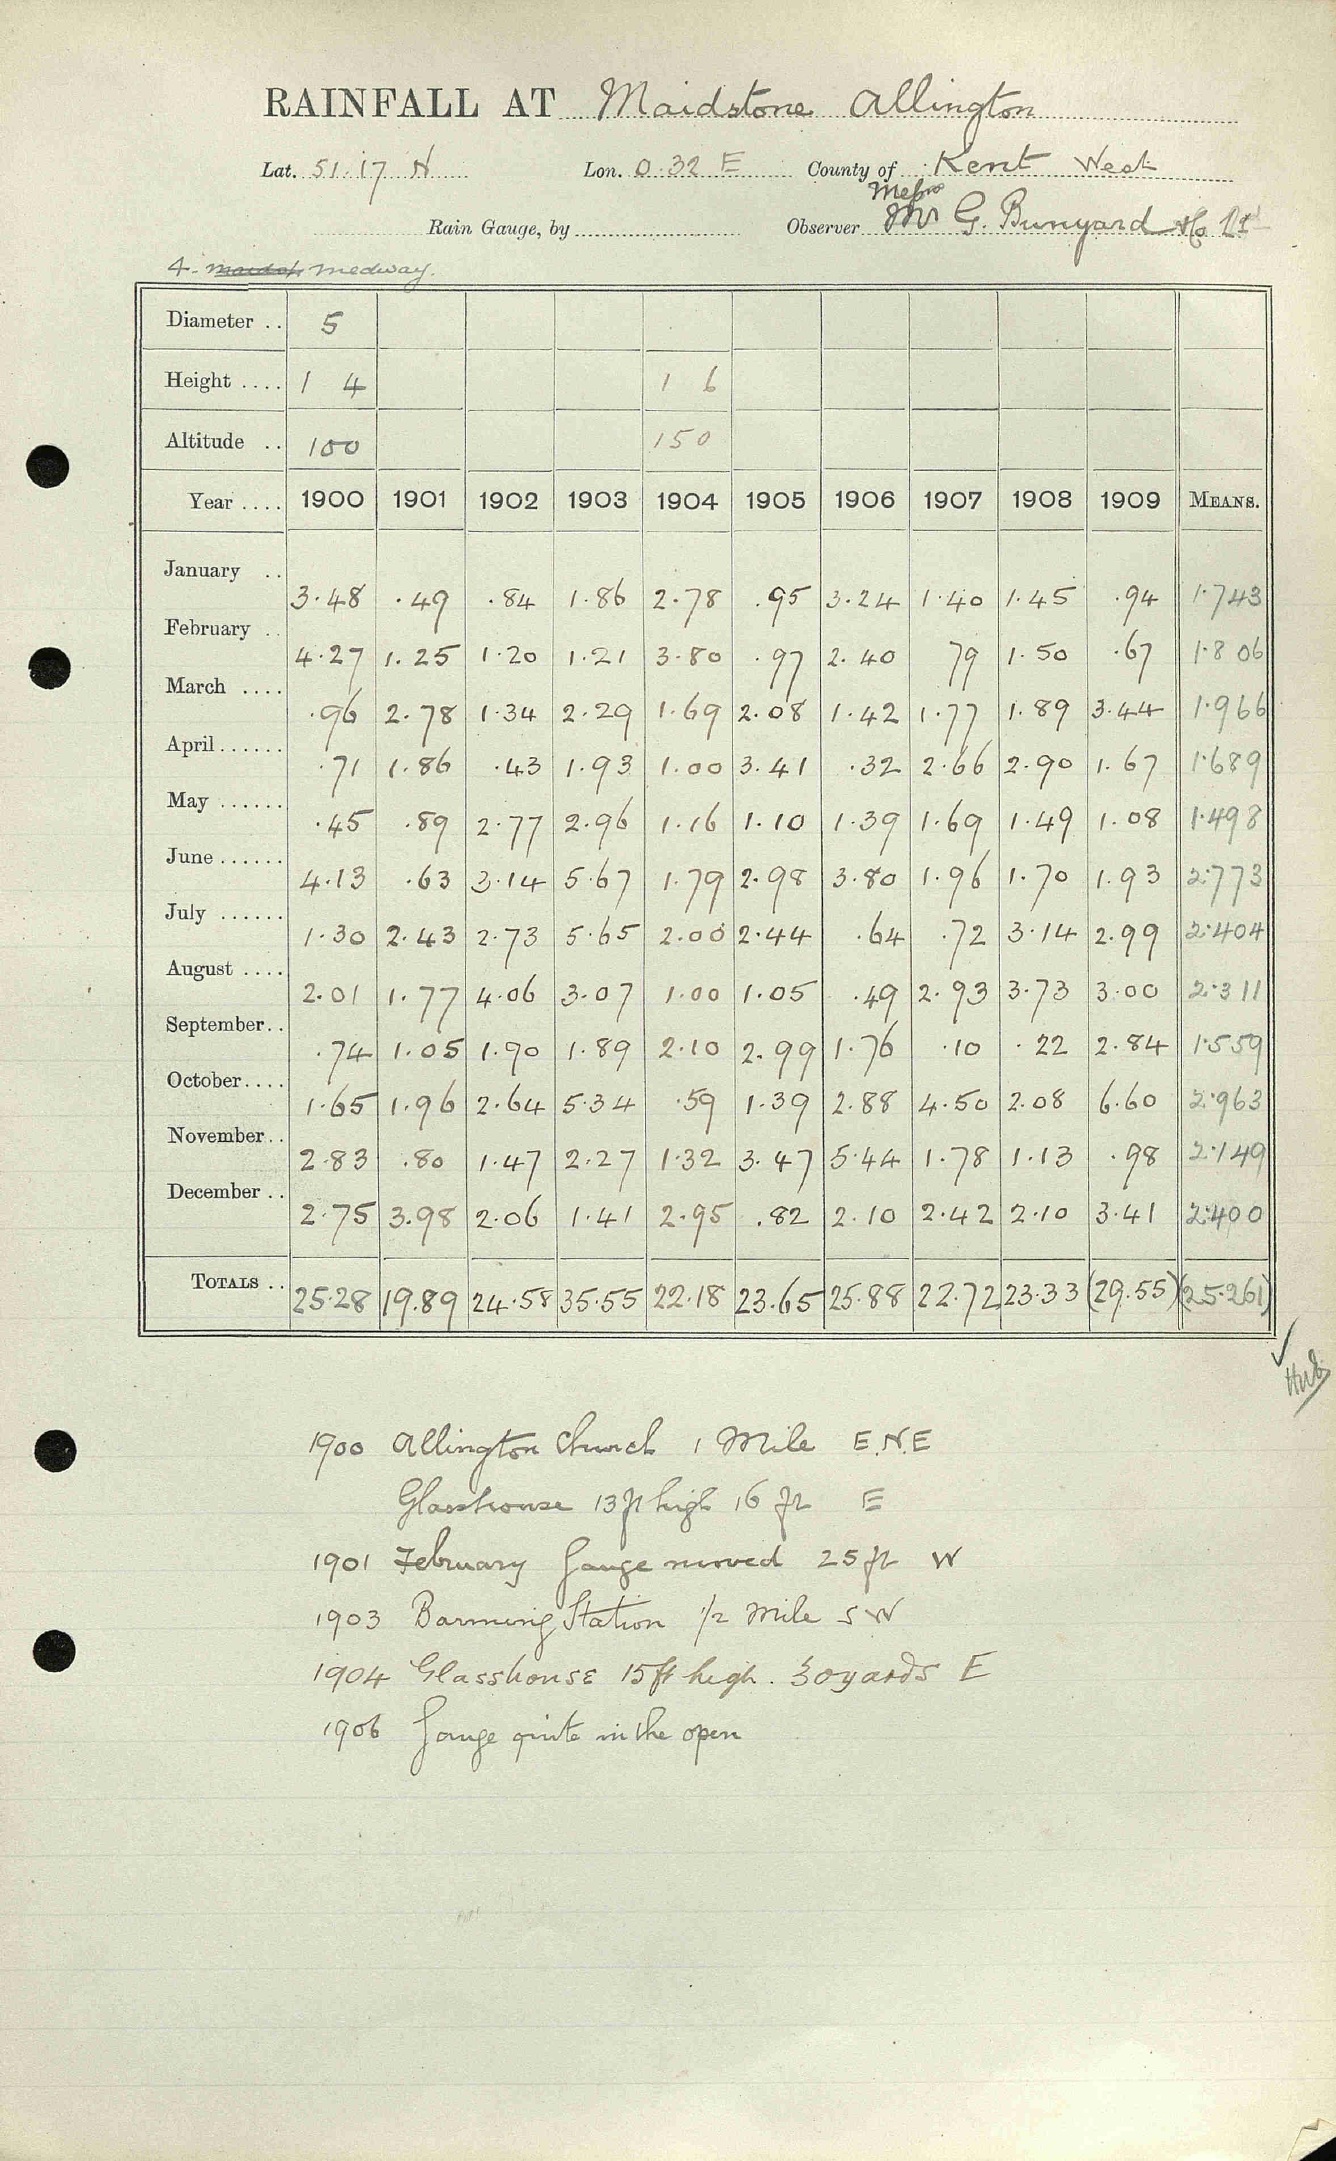 RAINFALL AT Maidstone Allington
Lat. 51.17 N Lon. 0.32 E County of Kent West
Messrs
Rain Gauge, by Observer Mr G. Bunyard & Co Ld
4. Medway.
Diameter .. 5
Height .... 1 4 1 6
Altitude .. 100 150
Year .... 1900 1901 1902 1903 1904 1905 1906 1907 1908 1909 MEANS.
January .. 3.48 .49 .84 1.86 2.78 .95 3.24 1.40 1.45 .94 1.743
February .. 4.27 1.25 1.20 1.21 3.80 .97 2.40 79 1.50 .67 1.806
March .... .96 2.78 1.34 2.29 1.69 2.08 1.42 1.77 1.89 3.44 1.966
April ...... .71 1.86 .43 1.93 1.00 3.41 .32 2.66 2.90 1.67 1.689
May ...... .45 .89 2.77 2.96 1.16 1.10 1.39 1.69 1.49 1.08 1.498
June ...... 4.13 .63 3.14 5.67 1.79 2.98 3.80 1.96 1.70 1.93 2.773
July ...... 1.30 2.43 2.73 5.65 2.00 2.44 .64 .72 3.14 2.99 2.404
August .... 2.01 1.77 4.06 3.07 1.00 1.05 .49 2.93 3.73 3.00 2.311
September .. .74 1.05 1.90 1.89 2.10 2.99 1.76 .10 .22 2.84 1.559
October .... 1.65 1.96 2.64 5.34 .59 1.39 2.88 4.50 2.08 6.60 2.963
November .. 2.83 .80 1.47 2.27 1.32 3.47 5.44 1.78 1.13 .98 2.149
December .. 2.75 3.98 2.06 1.41 2.95 .82 2.10 2.42 2.10 3.41 2.400
TOTALS .. 25.28 19.89 24.58 35.55 22.18 23.65 25.88 22.72 23.33 (29.55) (25.261)
1900 Allington Church 1 Mile E.N.E
Glasshouse 13 ft high 16 ft E
1901 February Gauge moved 25 ft W
1903 Barming Station 1/2 Mile S W
1904 Glasshouse 15 ft high. 30 yards E
1906 Gauge quite in the open